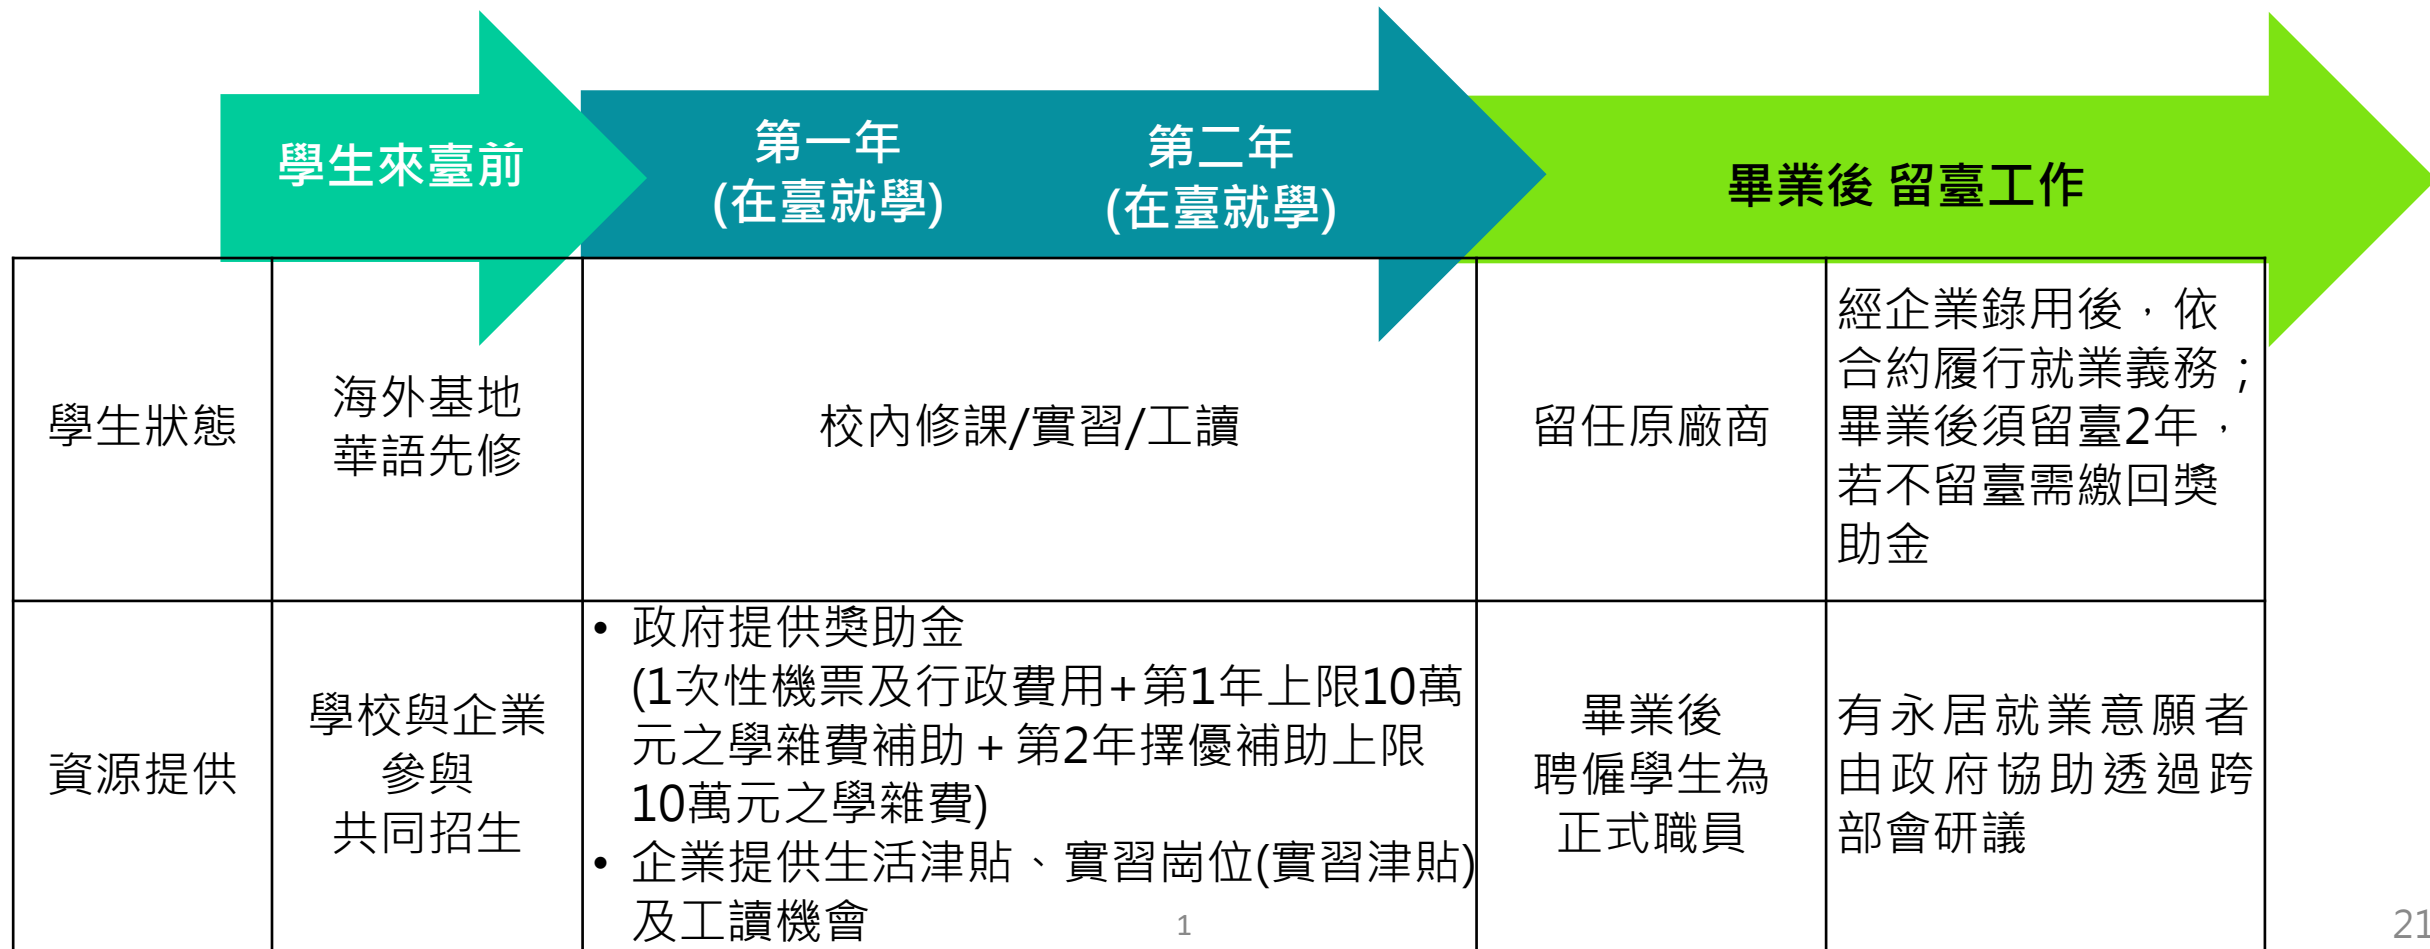 學生來臺前
第一年
(在臺就學)
第二年
(在臺就學)
畢業後 留臺工作
學生狀態
海外基地
華語先修
校內修課/實習/工讀
留任原廠商
經企業錄用後，依
合約履行就業義務；
畢業後須留臺2年，
若不留臺需繳回獎
助金
資源提供
學校與企業
參與
共同招生
• 政府提供獎助金
(1次性機票及行政費用+第1年上限10萬
元之學雜費補助+第2年擇優補助上限
10萬元之學雜費)
• 企業提供生活津貼、實習崗位(實習津貼)
及工讀機會
畢業後
聘僱學生為
正式職員
有永居就業意願者
由政府協助透過跨
部會研議
1
21